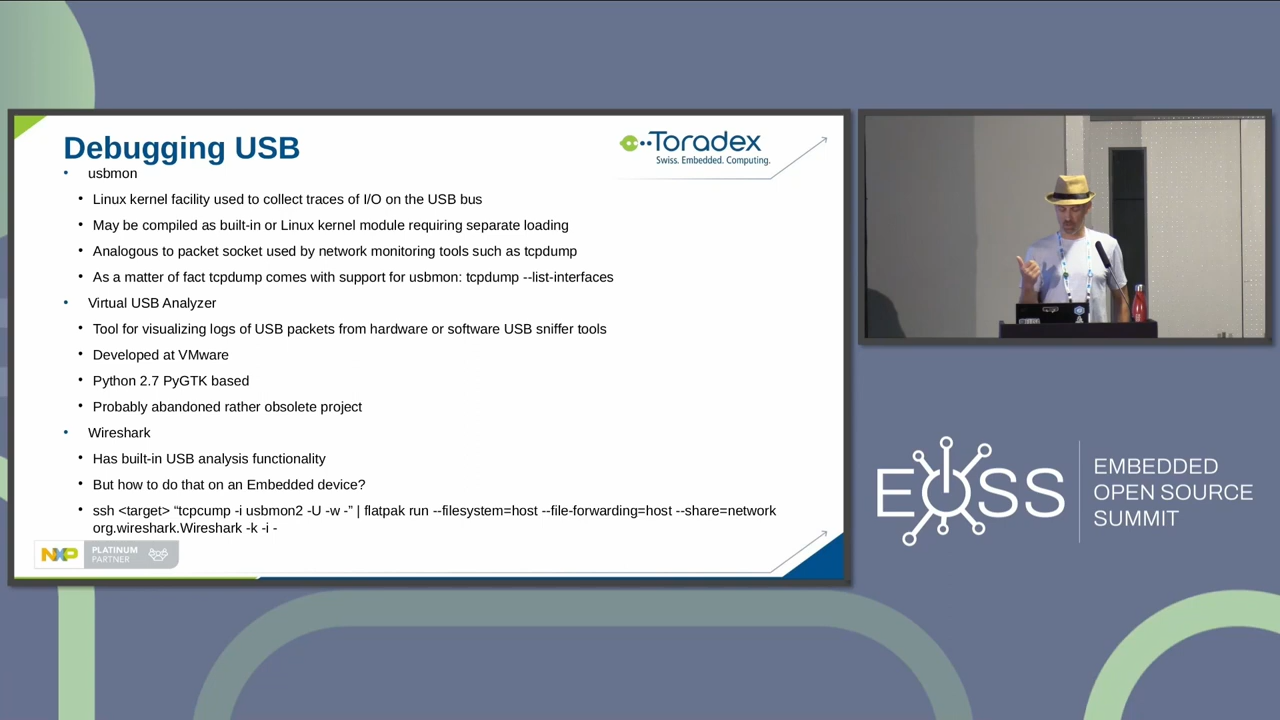 Debugging USB
Toradex
Swiss. Embedded. Computing.
• usbmon
• Linux kernel facility used to collect traces of I/O on the USB bus
• May be compiled as built-in or Linux kernel module requiring separate loading
• Analogous to packet socket used by network monitoring tools such as tcpdump
• As a matter of fact tcpdump comes with support for usbmon: tcpdump --list-interfaces
• Virtual USB Analyzer
• Tool for visualizing logs of USB packets from hardware or software USB sniffer tools
• Developed at VMware
• Python 2.7 PyGTK based
• Probably abandoned rather obsolete project
• Wireshark
• Has built-in USB analysis functionality
• But how to do that on an Embedded device?
• ssh <target> “tcpcump -i usbmon2 -U -w -” | flatpak run --filesystem=host --file-forwarding=host --share=network
org.wireshark.Wireshark -k -i -
NXP
PLATINUM
PARTNER
EOSS
EMBEDDED
OPEN SOURCE
SUMMIT